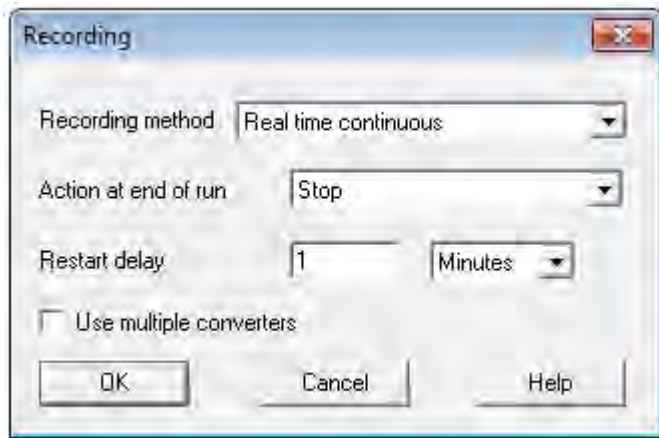 Recording
Recording method Real time continuous
Action at end of run Stop
Restart delay 1 Minutes
Use multiple converters
OK Cancel Help